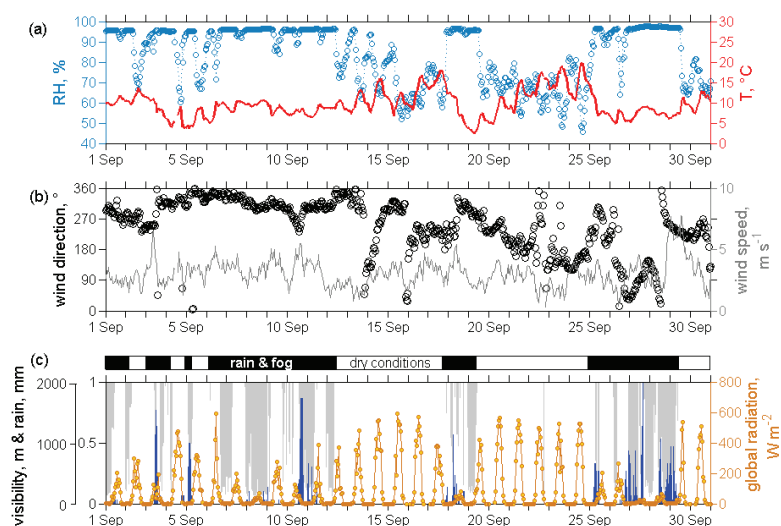 (a)
RH, %
100
90
80
70
60
50
40
30
25
20
15
10
5
0
T, °C
1 Sep 5 Sep 10 Sep 15 Sep 20 Sep 25 Sep 30 Sep
(b)
wind direction, °
360
270
180
90
0
10
5
0
wind speed,
m s⁻¹
1 Sep 5 Sep 10 Sep 15 Sep 20 Sep 25 Sep 30 Sep
(c)
rain & fog dry conditions
visibility, m & rain, mm
2000
1000
0
1
0.5
0
800
600
400
200
0
global radiation,
W m⁻²
1 Sep 5 Sep 10 Sep 15 Sep 20 Sep 25 Sep 30 Sep